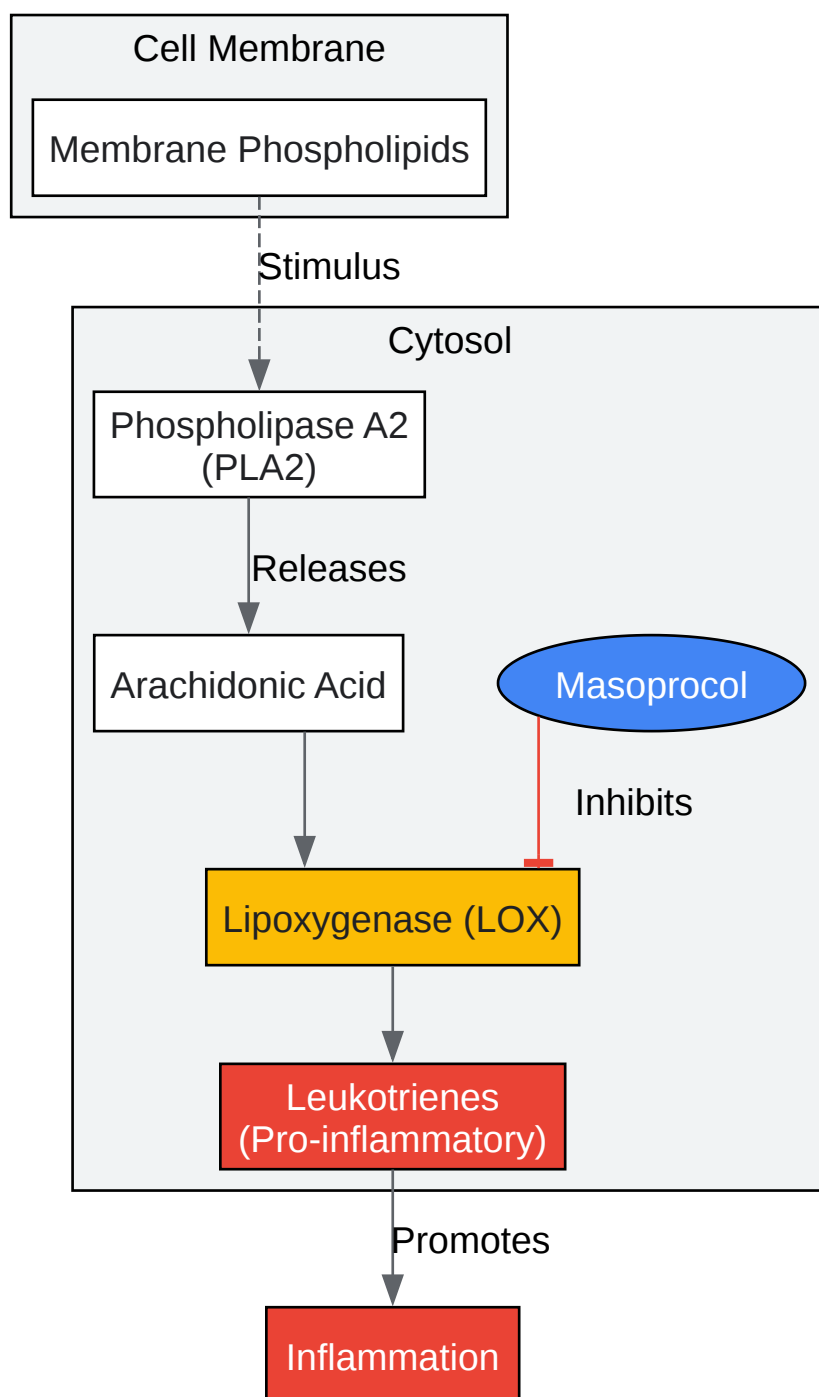 Cell Membrane
Membrane Phospholipids
Stimulus
Cytosol
Phospholipase A2
(PLA2)
Releases
Arachidonic Acid
Masoprocol
Inhibits
Lipoxygenase (LOX)
Leukotrienes
(Pro-inflammatory)
Promotes
Inflammation